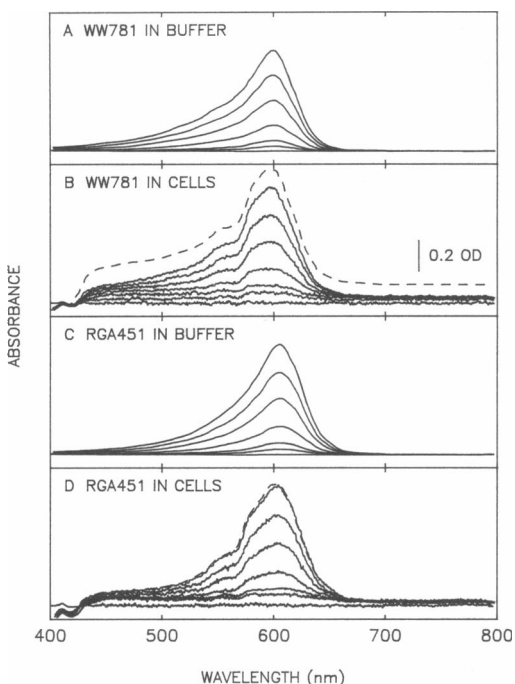 A WW781 IN BUFFER
B WW781 IN CELLS
0.2 OD
C RGA451 IN BUFFER
D RGA451 IN CELLS
ABSORBANCE
400 500 600 700 800
WAVELENGTH (nm)